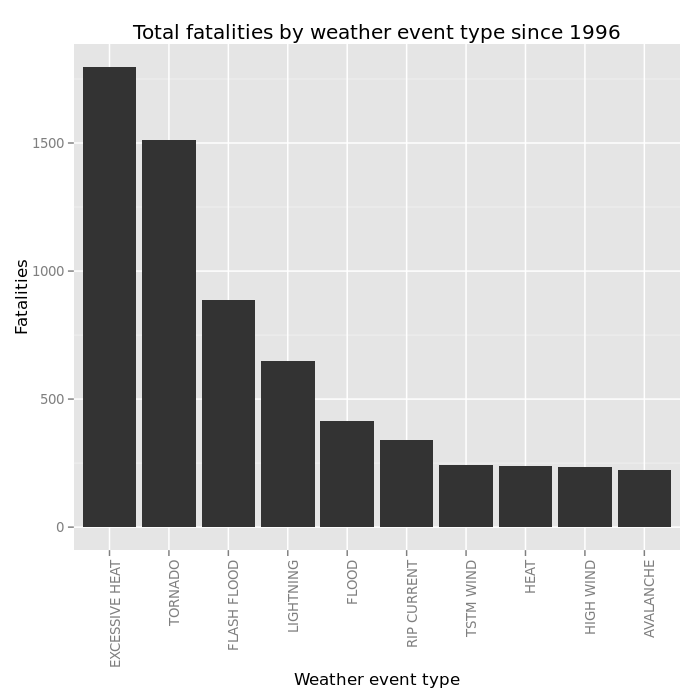 Total fatalities by weather event type since 1996
Fatalities
1500
1000
500
0
EXCESSIVE HEAT
TORNADO
FLASH FLOOD
LIGHTNING
FLOOD
RIP CURRENT
TSTM WIND
HEAT
HIGH WIND
AVALANCHE
Weather event type